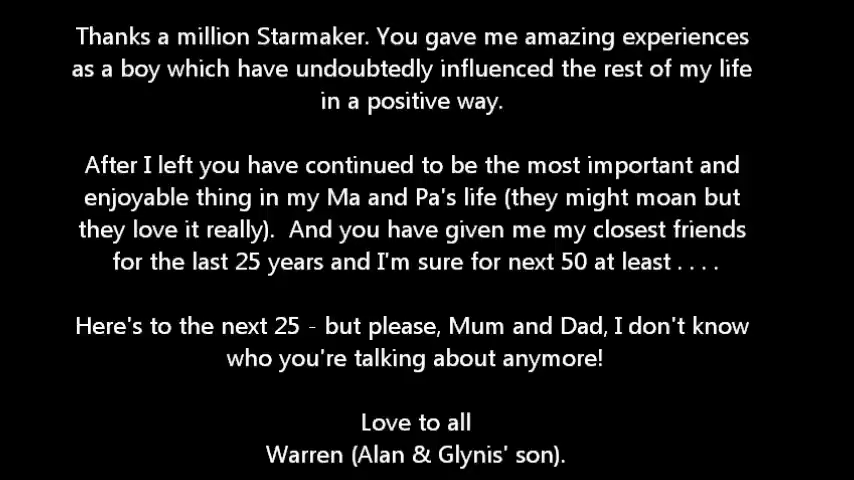 Thanks a million Starmaker. You gave me amazing experiences
as a boy which have undoubtedly influenced the rest of my life
in a positive way.
After I left you have continued to be the most important and
enjoyable thing in my Ma and Pa's life (they might moan but
they love it really).  And you have given me my closest friends
for the last 25 years and I'm sure for next 50 at least . . . .
Here's to the next 25 - but please, Mum and Dad, I don't know
who you're talking about anymore!
Love to all
Warren (Alan & Glynis' son).